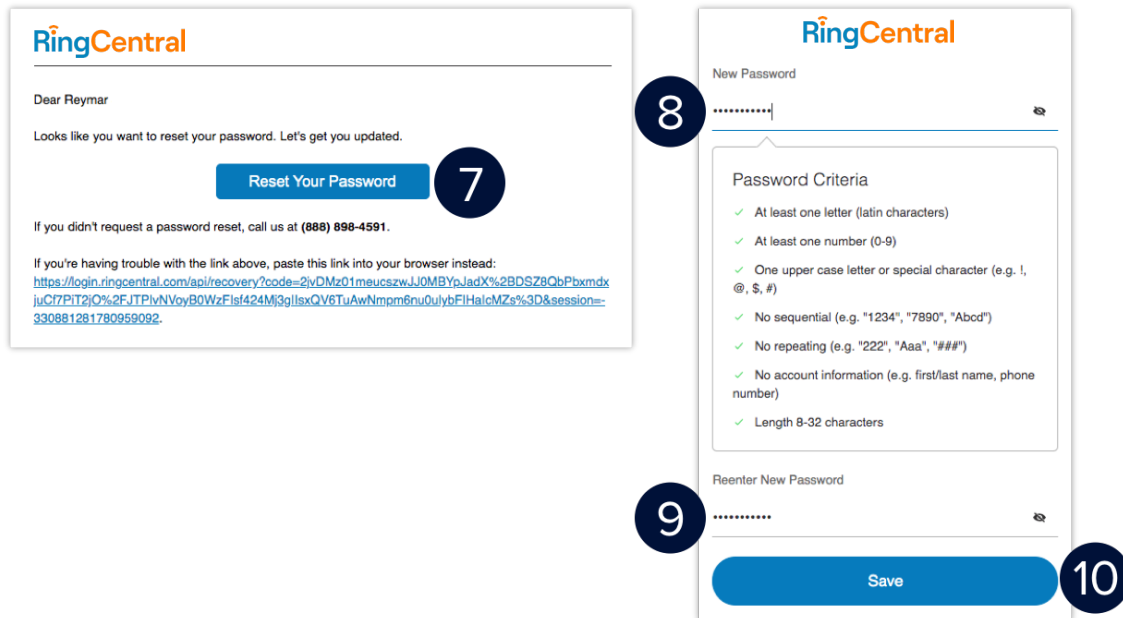 RingCentral
Dear Reymar
Looks like you want to reset your password. Let's get you updated.
Reset Your Password
7
If you didn't request a password reset, call us at (888) 898-4591.
If you're having trouble with the link above, paste this link into your browser instead:
https://login.ringcentral.com/api/recovery?code=2jvDMz01meucszwJJ0MBYpJadX%2BDSZ8QbPbxmdx
juCf7PiT2jO%2FJTPlvNVoyB0WzFlsf424Mj3gIIsxQV6TuAwNmpm6nu0ulybFIHaIcMZs%3D&session=-
330881281780959092.
RingCentral
New Password
8
•••••••••••
Password Criteria
✓ At least one letter (latin characters)
✓ At least one number (0-9)
✓ One upper case letter or special character (e.g. !,
@, $, #)
✓ No sequential (e.g. "1234", "7890", "Abcd")
✓ No repeating (e.g. "222", "Aaa", "###")
✓ No account information (e.g. first/last name, phone
number)
✓ Length 8-32 characters
Reenter New Password
9
•••••••••••
Save
10